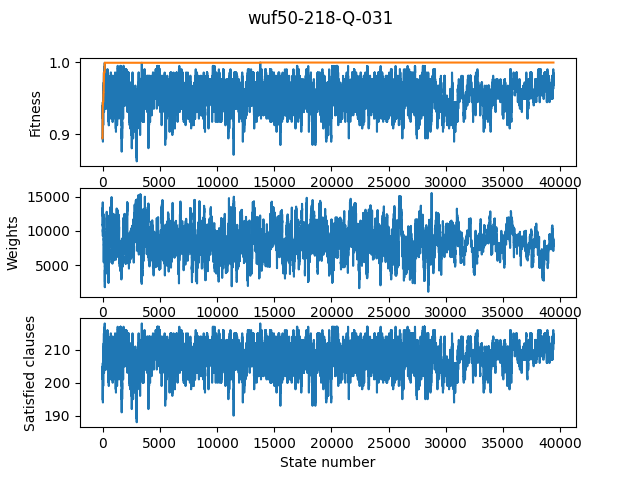 wuf50-218-Q-031
1.0
0.9
Fitness
0 5000 10000 15000 20000 25000 30000 35000 40000
15000
10000
5000
Weights
0 5000 10000 15000 20000 25000 30000 35000 40000
210
200
190
Satisfied clauses
0 5000 10000 15000 20000 25000 30000 35000 40000
State number